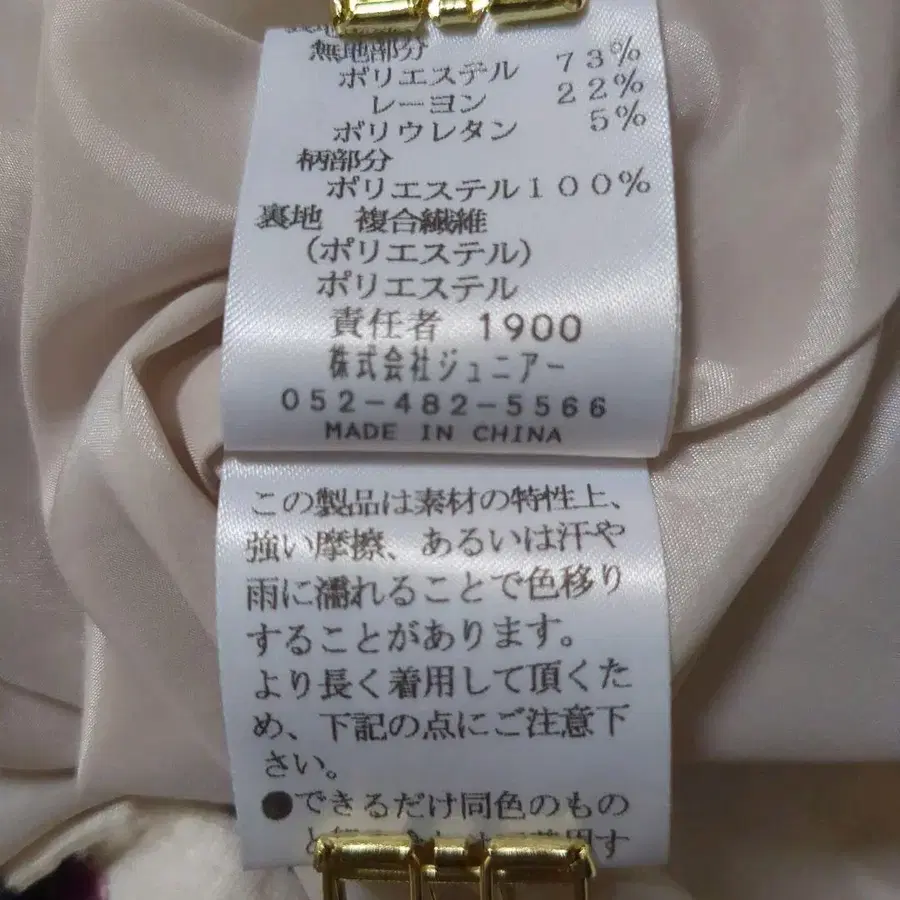 無地部分
ポリエステル 73%
レーヨン 22%
ポリウレタン 5%
柄部分
ポリエステル100%
裏地 複合繊維
(ポリエステル)
ポリエステル
責任者 1900
株式会社ジュニアー
052-482-5566
MADE IN CHINA
この製品は素材の特性上、
強い摩擦、あるいは汗や
雨に濡れることで色移り
することがあります。
より長く着用して頂くた
め、下記の点にご注意下
さい。
●できるだけ同色のもの